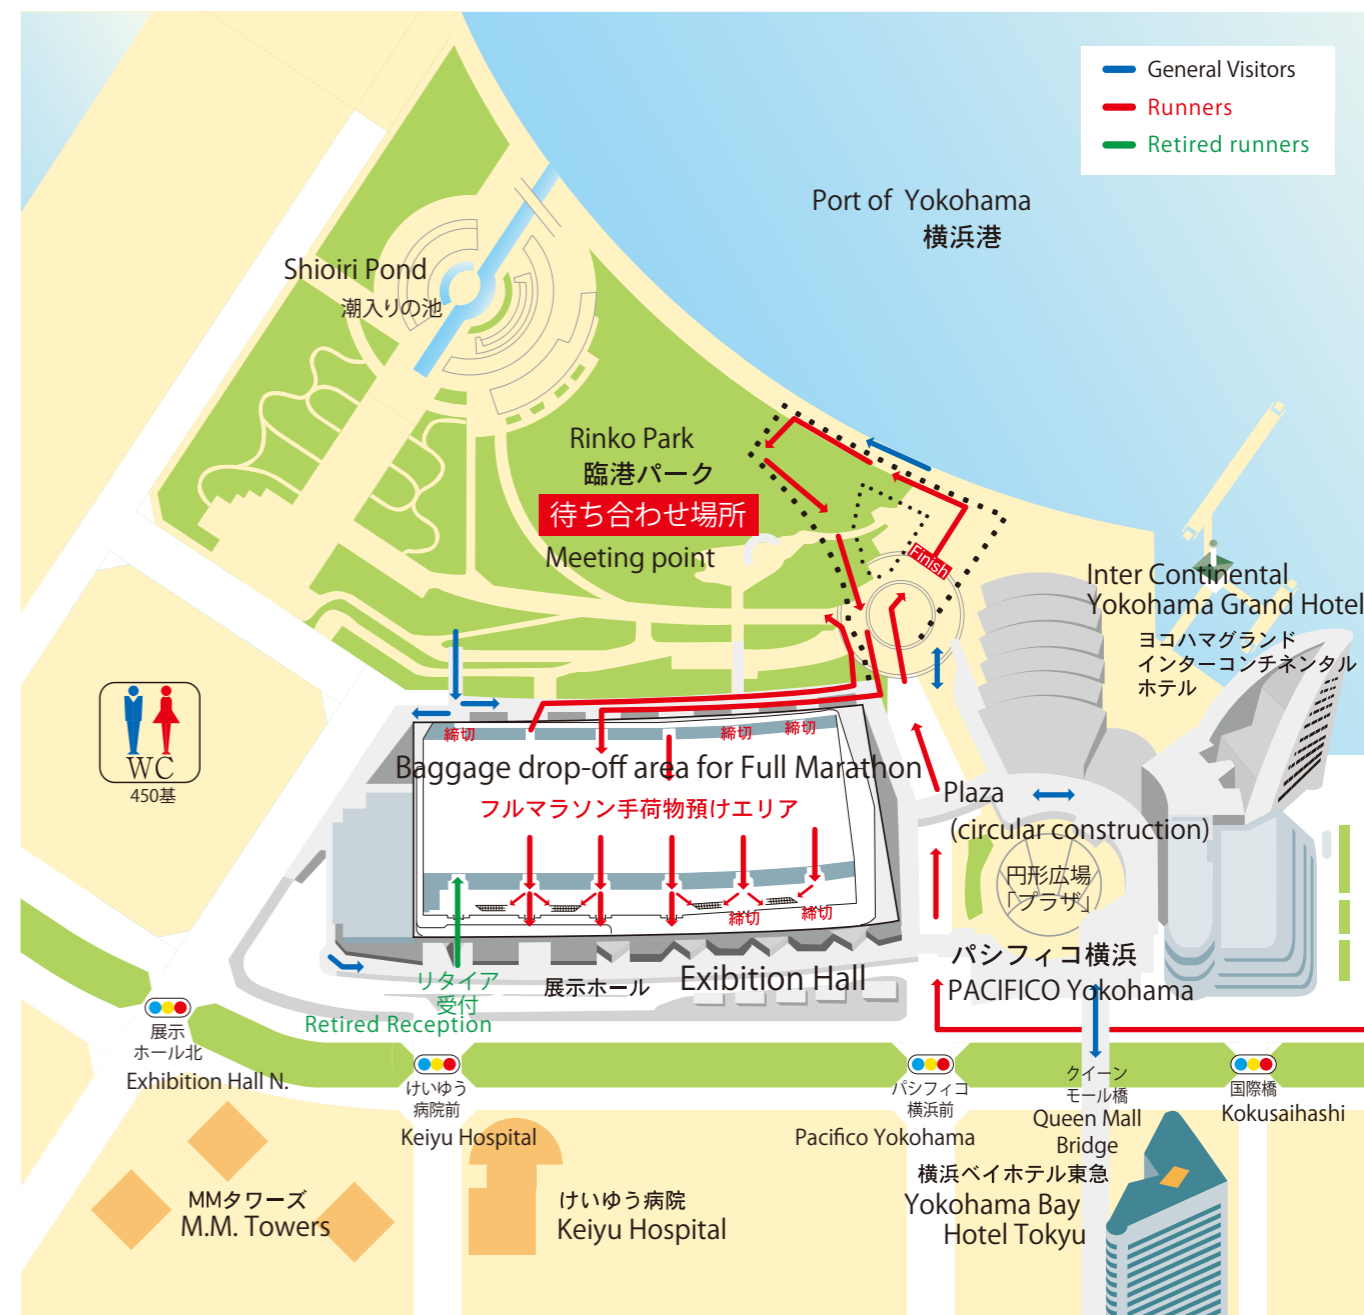 General Visitors
Runners
Retired runners
Port of Yokohama
横浜港
Shioiri Pond
潮入りの池
Rinko Park
臨港パーク
待ち合わせ場所
Meeting point
Finish
Inter Continental
Yokohama Grand Hotel
ヨコハマグランド
インターコンチネンタル
ホテル
WC
450基
締切
締切
締切
Baggage drop-off area for Full Marathon
フルマラソン手荷物預けエリア
締切
締切
Plaza
(circular construction)
円形広場
「プラザ」
パシフィコ横浜
PACIFICO Yokohama
リタイア
受付
Retired Reception
展示ホール
Exibition Hall
展示
ホール北
Exhibition Hall N.
けいゆう
病院前
Keiyu Hospital
パシフィコ
横浜前
Pacifico Yokohama
クイーン
モール橋
Queen Mall
Bridge
国際橋
Kokusaihashi
MMタワーズ
M.M. Towers
けいゆう病院
Keiyu Hospital
横浜ベイホテル東急
Yokohama Bay
Hotel Tokyu